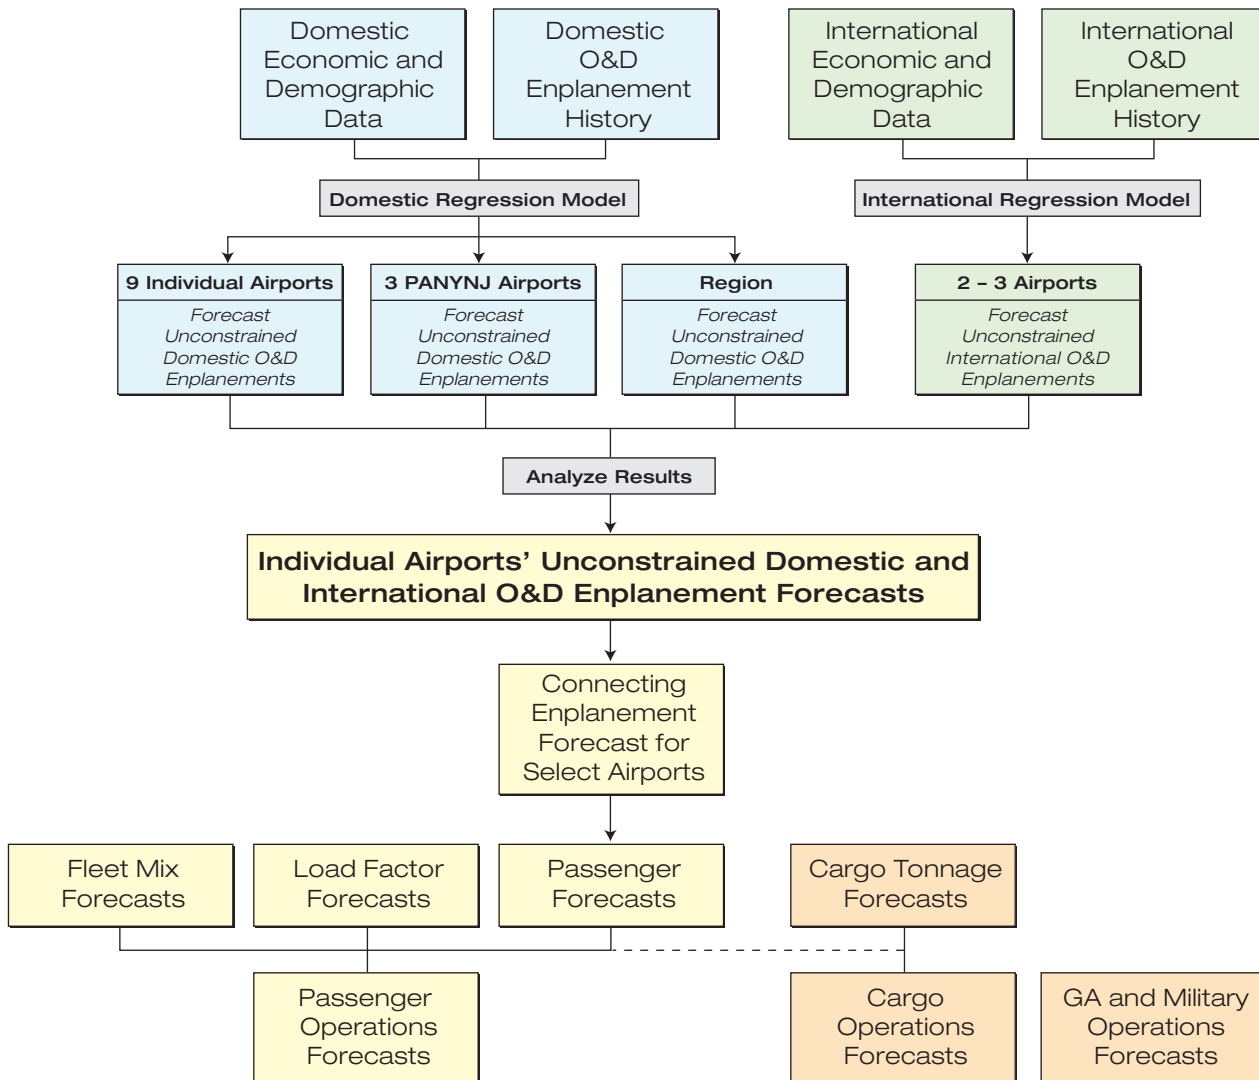 Domestic
Economic and
Demographic
Data
Domestic
O&D
Enplanement
History
International
Economic and
Demographic
Data
International
O&D
Enplanement
History
Domestic Regression Model
International Regression Model
9 Individual Airports
Forecast
Unconstrained
Domestic O&D
Enplanements
3 PANYNJ Airports
Forecast
Unconstrained
Domestic O&D
Enplanements
Region
Forecast
Unconstrained
Domestic O&D
Enplanements
2 – 3 Airports
Forecast
Unconstrained
International O&D
Enplanements
Analyze Results
Individual Airports’ Unconstrained Domestic and
International O&D Enplanement Forecasts
Connecting
Enplanement
Forecast for
Select Airports
Fleet Mix
Forecasts
Load Factor
Forecasts
Passenger
Forecasts
Cargo Tonnage
Forecasts
Passenger
Operations
Forecasts
Cargo
Operations
Forecasts
GA and Military
Operations
Forecasts